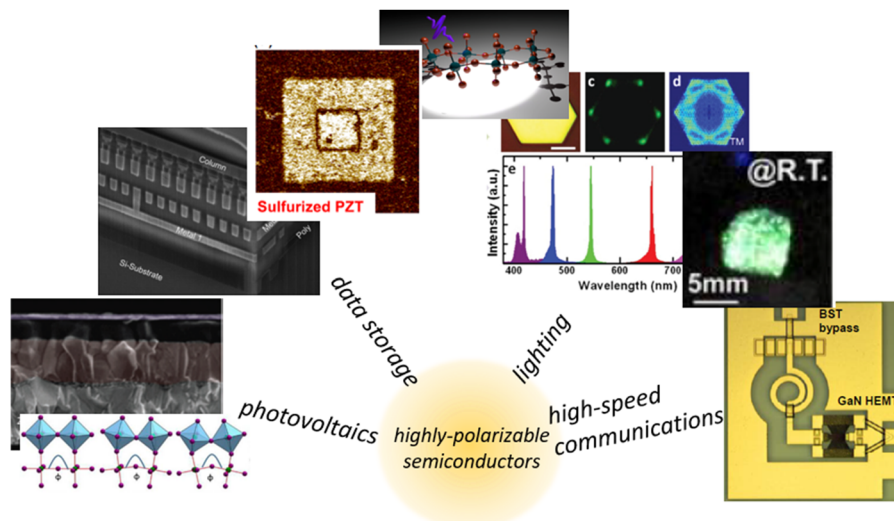 Sulfurized PZT
Column
Metal 1
Poly
Si-Substrate
c
d
TM
e
Intensity (a.u.)
400
500
600
Wavelength (nm)
@R.T.
5mm
BST
bypass
GaN HEMT
data storage
lighting
photovoltaics
high-speed
communications
highly-polarizable
semiconductors
Φ Φ Φ